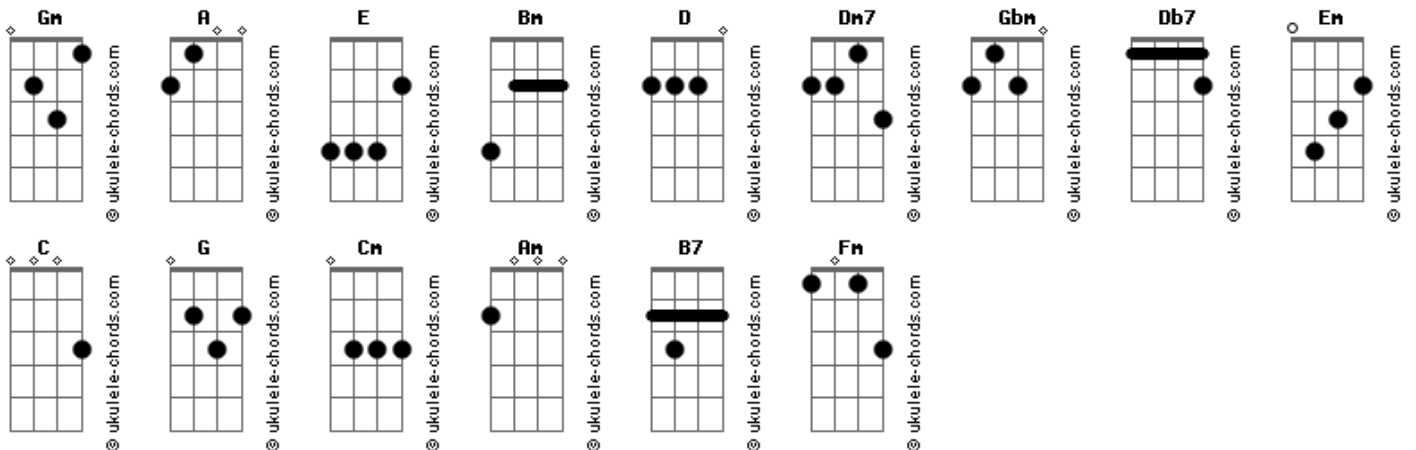 Gm A E Bm D Dm7 Gbm Db7 Em
© ukulele-chords.com © ukulele-chords.com © ukulele-chords.com © ukulele-chords.com © ukulele-chords.com © ukulele-chords.com © ukulele-chords.com © ukulele-chords.com © ukulele-chords.com
C G Cm Am B7 Fm
© ukulele-chords.com © ukulele-chords.com © ukulele-chords.com © ukulele-chords.com © ukulele-chords.com © ukulele-chords.com